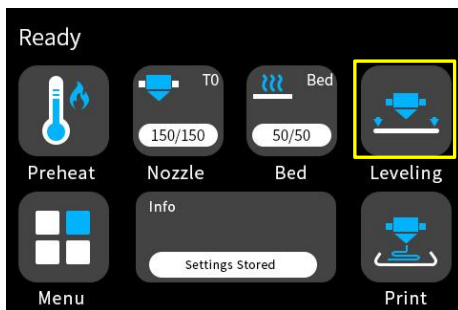 Ready
T0
150/150
Bed
50/50
Preheat
Nozzle
Bed
Leveling
Info
Settings Stored
Menu
Print